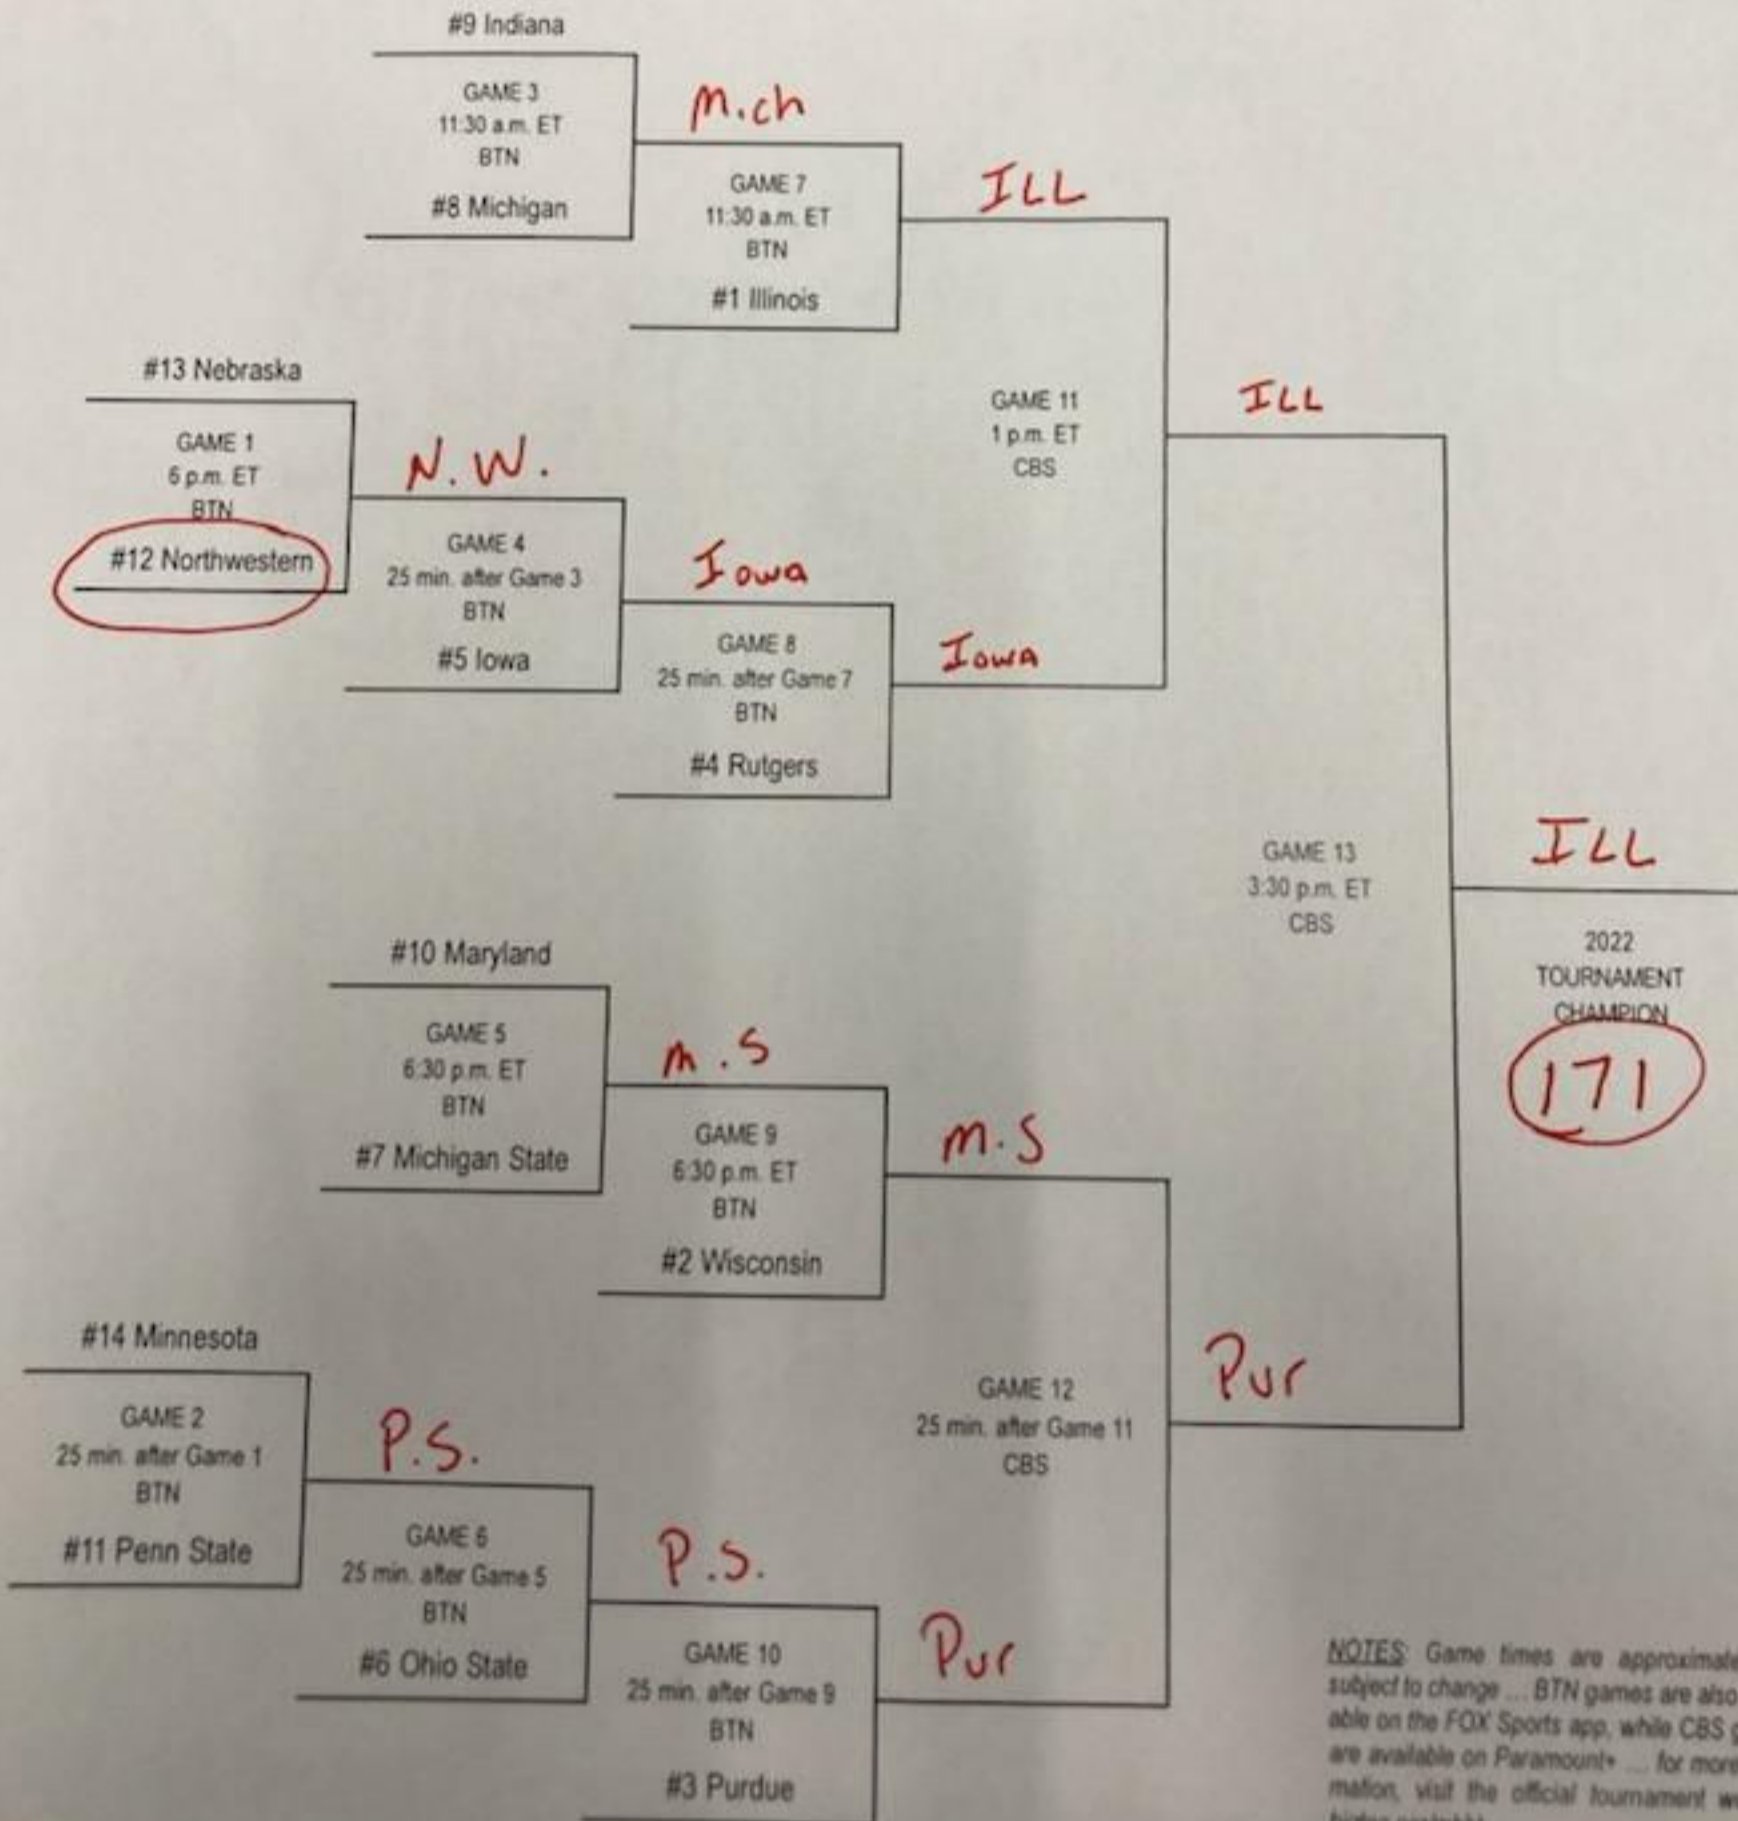 #9 Indiana
GAME 3
11:30 a.m. ET
BTN
#8 Michigan
Mich
GAME 7
11:30 a.m. ET
BTN
#1 Illinois
ILL
#13 Nebraska
GAME 1
6 p.m. ET
BTN
#12 Northwestern
N.W.
GAME 4
25 min. after Game 3
BTN
#5 Iowa
Iowa
GAME 8
25 min. after Game 7
BTN
#4 Rutgers
Iowa
GAME 11
1 p.m. ET
CBS
ILL
#10 Maryland
GAME 5
6:30 p.m. ET
BTN
#7 Michigan State
M.S
GAME 9
6:30 p.m. ET
BTN
#2 Wisconsin
M.S
#14 Minnesota
GAME 2
25 min. after Game 1
BTN
#11 Penn State
P.S.
GAME 6
25 min. after Game 5
BTN
#6 Ohio State
P.S.
GAME 10
25 min. after Game 9
BTN
#3 Purdue
Pur
GAME 12
25 min. after Game 11
CBS
Pur
GAME 13
3:30 p.m. ET
CBS
ILL
2022
TOURNAMENT
CHAMPION
171
NOTES: Game times are approximate
subject to change ... BTN games are also
able on the FOX Sports app, while CBS
are available on Paramount+ ... for more
mation, visit the official tournament